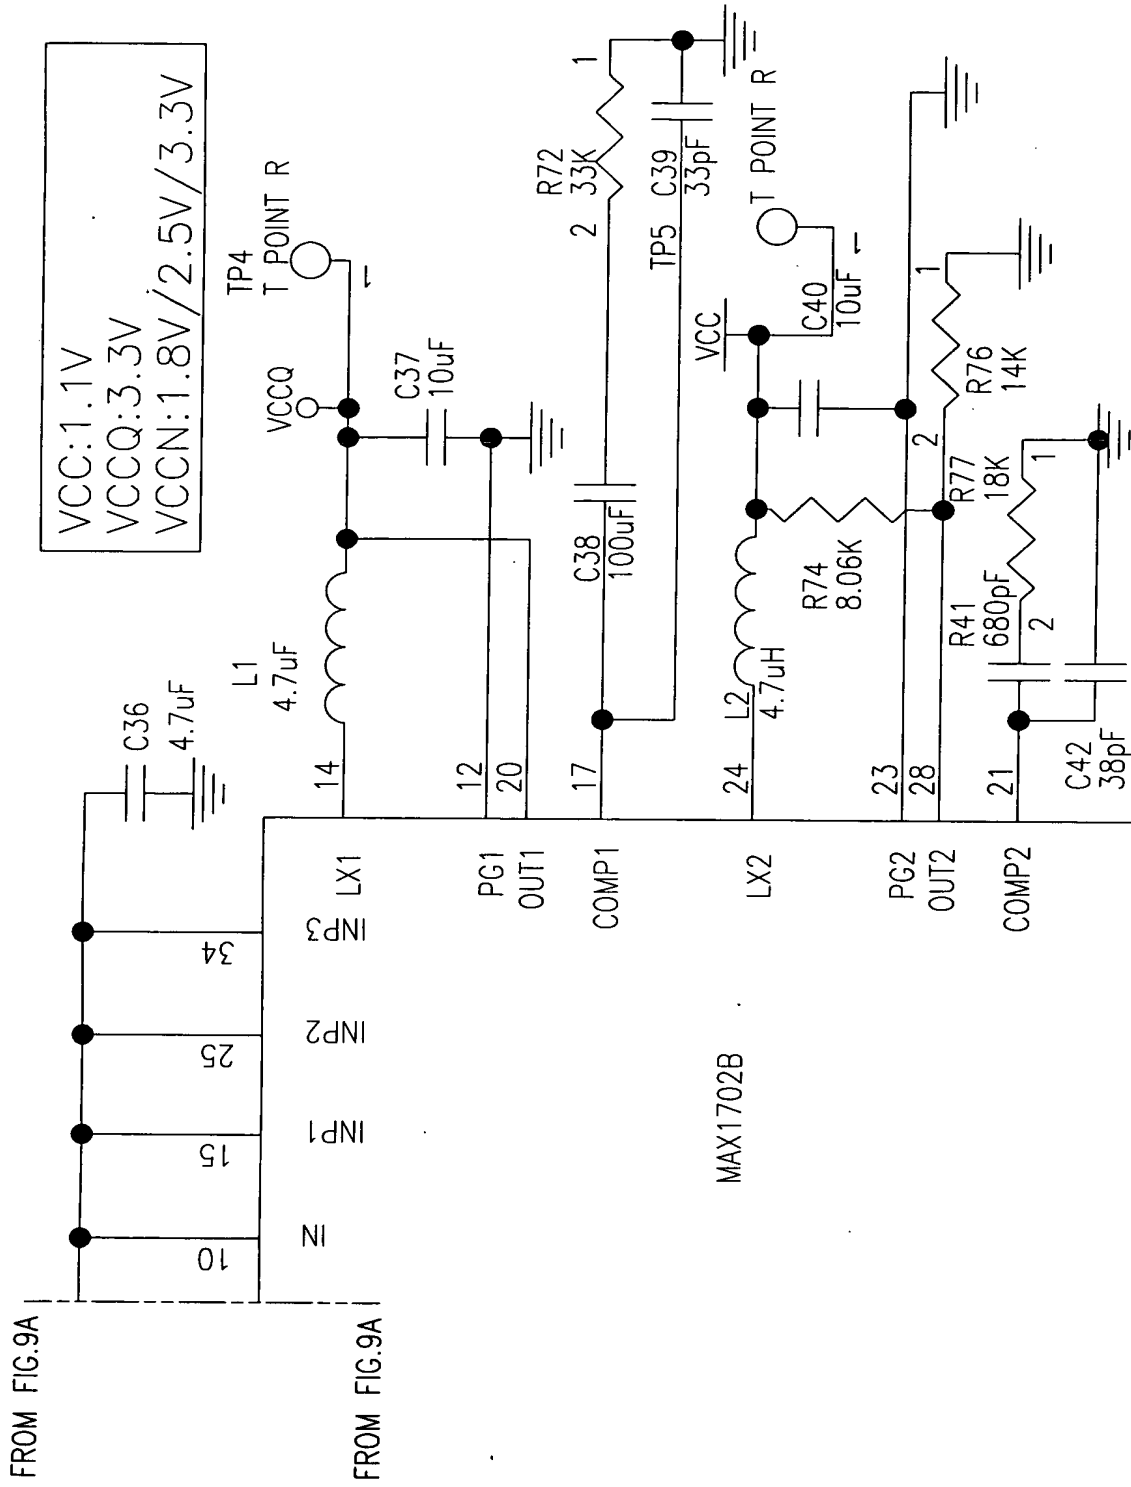 FROM FIG.9A
FROM FIG.9A
VCC:1.1V
VCCQ:3.3V
VCCN:1.8V/2.5V/3.3V
C36
4.7uF
10
15
25
34
IN
INP1
INP2
INP3
L1
4.7uF
VCCQ
TP4
T POINT R
1
C37
10uF
14
LX1
12
PG1
20
OUT1
17
COMP1
C38
100uF
R72
33K
2
1
TP5
C39
33pF
T POINT R
1
VCC
C40
10uF
L2
4.7uH
24
LX2
R74
8.06K
23
PG2
28
OUT2
2
1
R76
14K
R77
18K
R41
680pF
2
1
21
COMP2
C42
38pF
MAX1702B